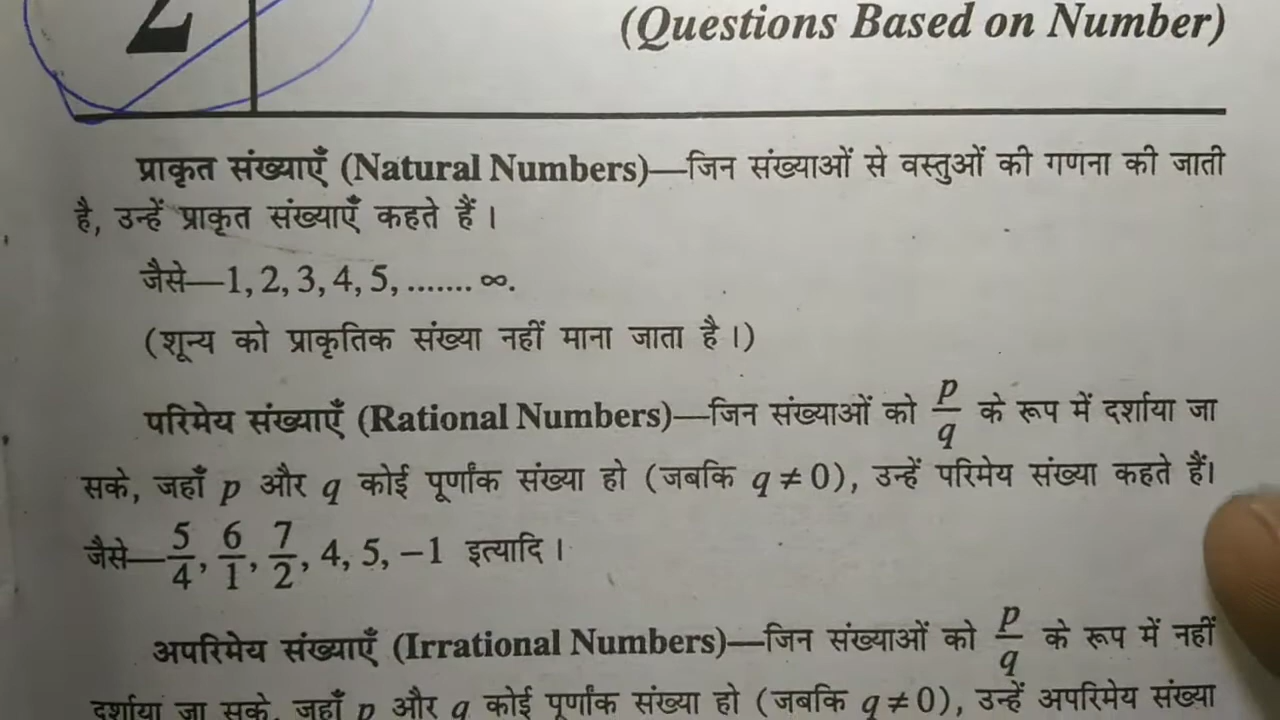 2
(Questions Based on Number)
प्राकृत संख्याएँ (Natural Numbers)—जिन संख्याओं से वस्तुओं की गणना की जाती
है, उन्हें प्राकृत संख्याएँ कहते हैं ।
जैसे—1, 2, 3, 4, 5, ....... ∞.
(शून्य को प्राकृतिक संख्या नहीं माना जाता है ।)
परिमेय संख्याएँ (Rational Numbers)—जिन संख्याओं को p/q के रूप में दर्शाया जा
सके, जहाँ p और q कोई पूर्णांक संख्या हो (जबकि q ≠ 0), उन्हें परिमेय संख्या कहते हैं।
जैसे—5/4, 6/1, 7/2, 4, 5, −1 इत्यादि ।
अपरिमेय संख्याएँ (Irrational Numbers)—जिन संख्याओं को p/q के रूप में नहीं
दर्शाया जा सके, जहाँ p और q कोई पूर्णांक संख्या हो (जबकि q ≠ 0), उन्हें अपरिमेय संख्या